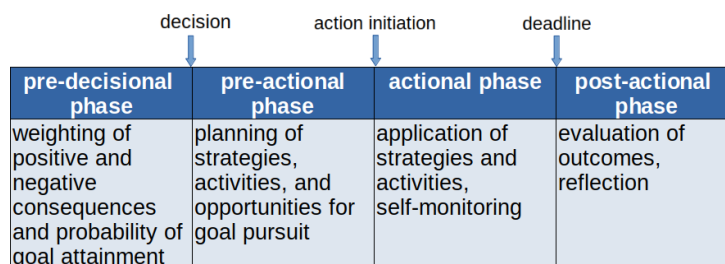 decision
action initiation
deadline
pre-decisional
phase
pre-actional
phase
actional phase
post-actional
phase
weighting of
positive and
negative
consequences
and probability of
goal attainment
planning of
strategies,
activities, and
opportunities for
goal pursuit
application of
strategies and
activities,
self-monitoring
evaluation of
outcomes,
reflection